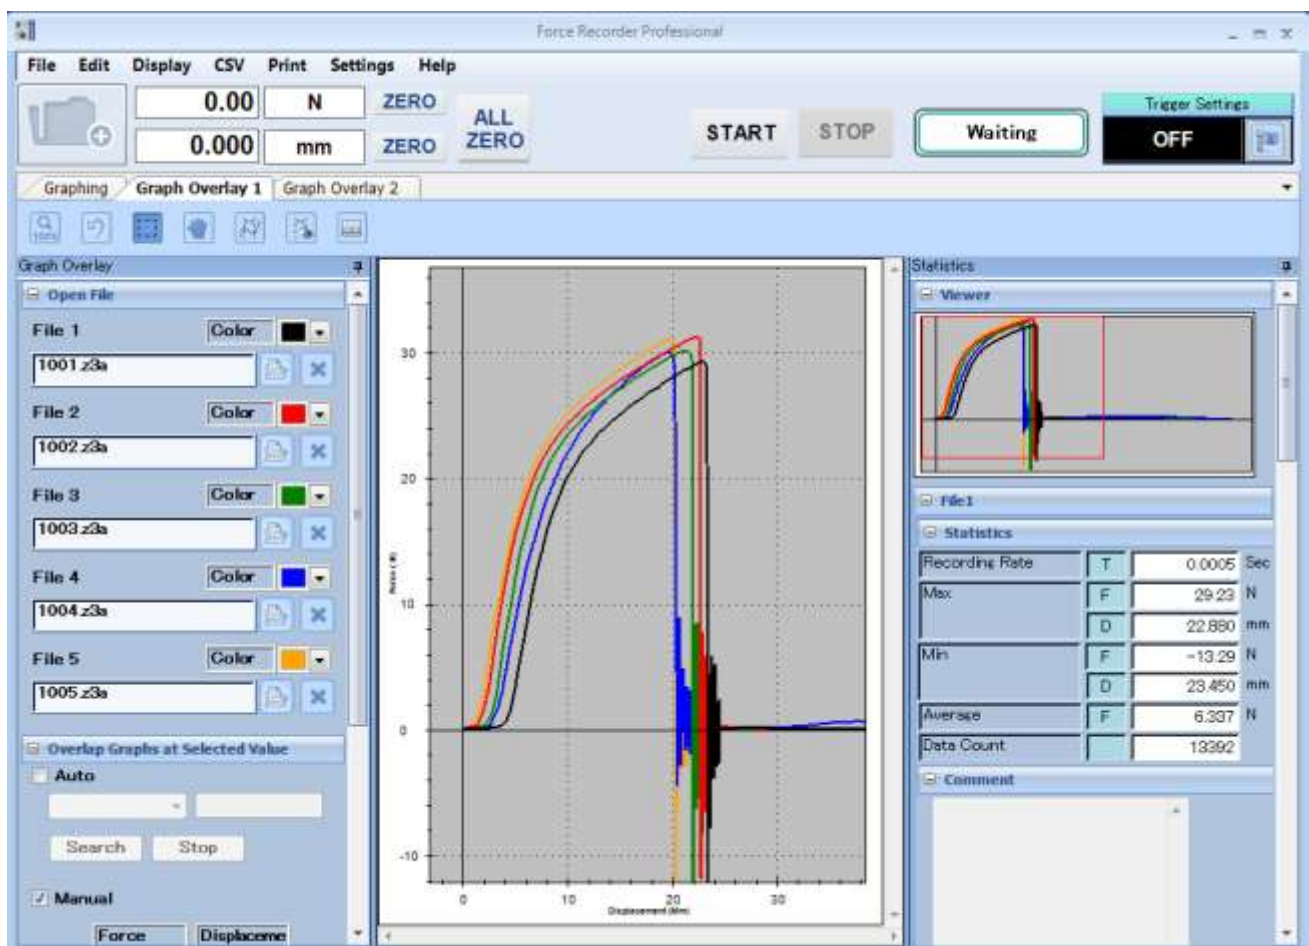 Force Recorder Professional
File Edit Display CSV Print Settings Help
0.00 N ZERO
0.000 mm ZERO
ALL ZERO
START STOP Waiting
Trigger Settings
OFF
Graphing Graph Overlay 1 Graph Overlay 2
100%
Graph Overlay
Open File
File 1 Color
1001.z3a
File 2 Color
1002.z3a
File 3 Color
1003.z3a
File 4 Color
1004.z3a
File 5 Color
1005.z3a
Overlap Graphs at Selected Value
Auto
Search Stop
Manual
Force Displaceme
30
20
10
0
-10
0 10 20 30
Displacement (Mm)
Statistics
Viewer
File1
Statistics
Recording Rate T 0.0005 Sec
Max F 29.23 N
D 22.880 mm
Min F -13.29 N
D 23.450 mm
Average F 6.337 N
Data Count 13392
Comment